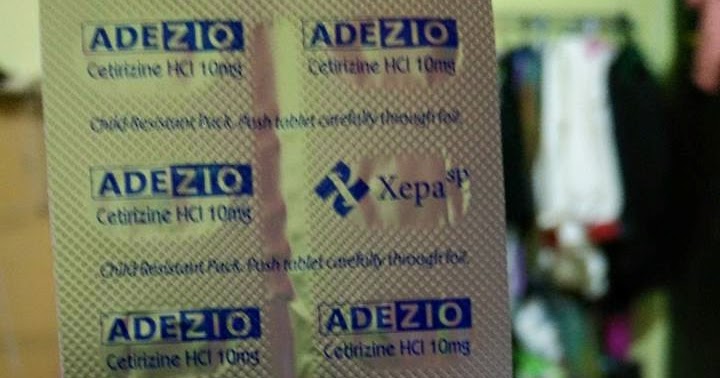 ADEZIO ADEZIO
Cetirizine HCl 10mg Cetirizine HCl 10mg
Child Resistant Pack. Push tablet carefully through foil.
ADEZIO Xepa sp
Cetirizine HCl 10mg
Child Resistant Pack. Push tablet carefully through foil.
ADEZIO ADEZIO
Cetirizine HCl 10mg Cetirizine HCl 10mg